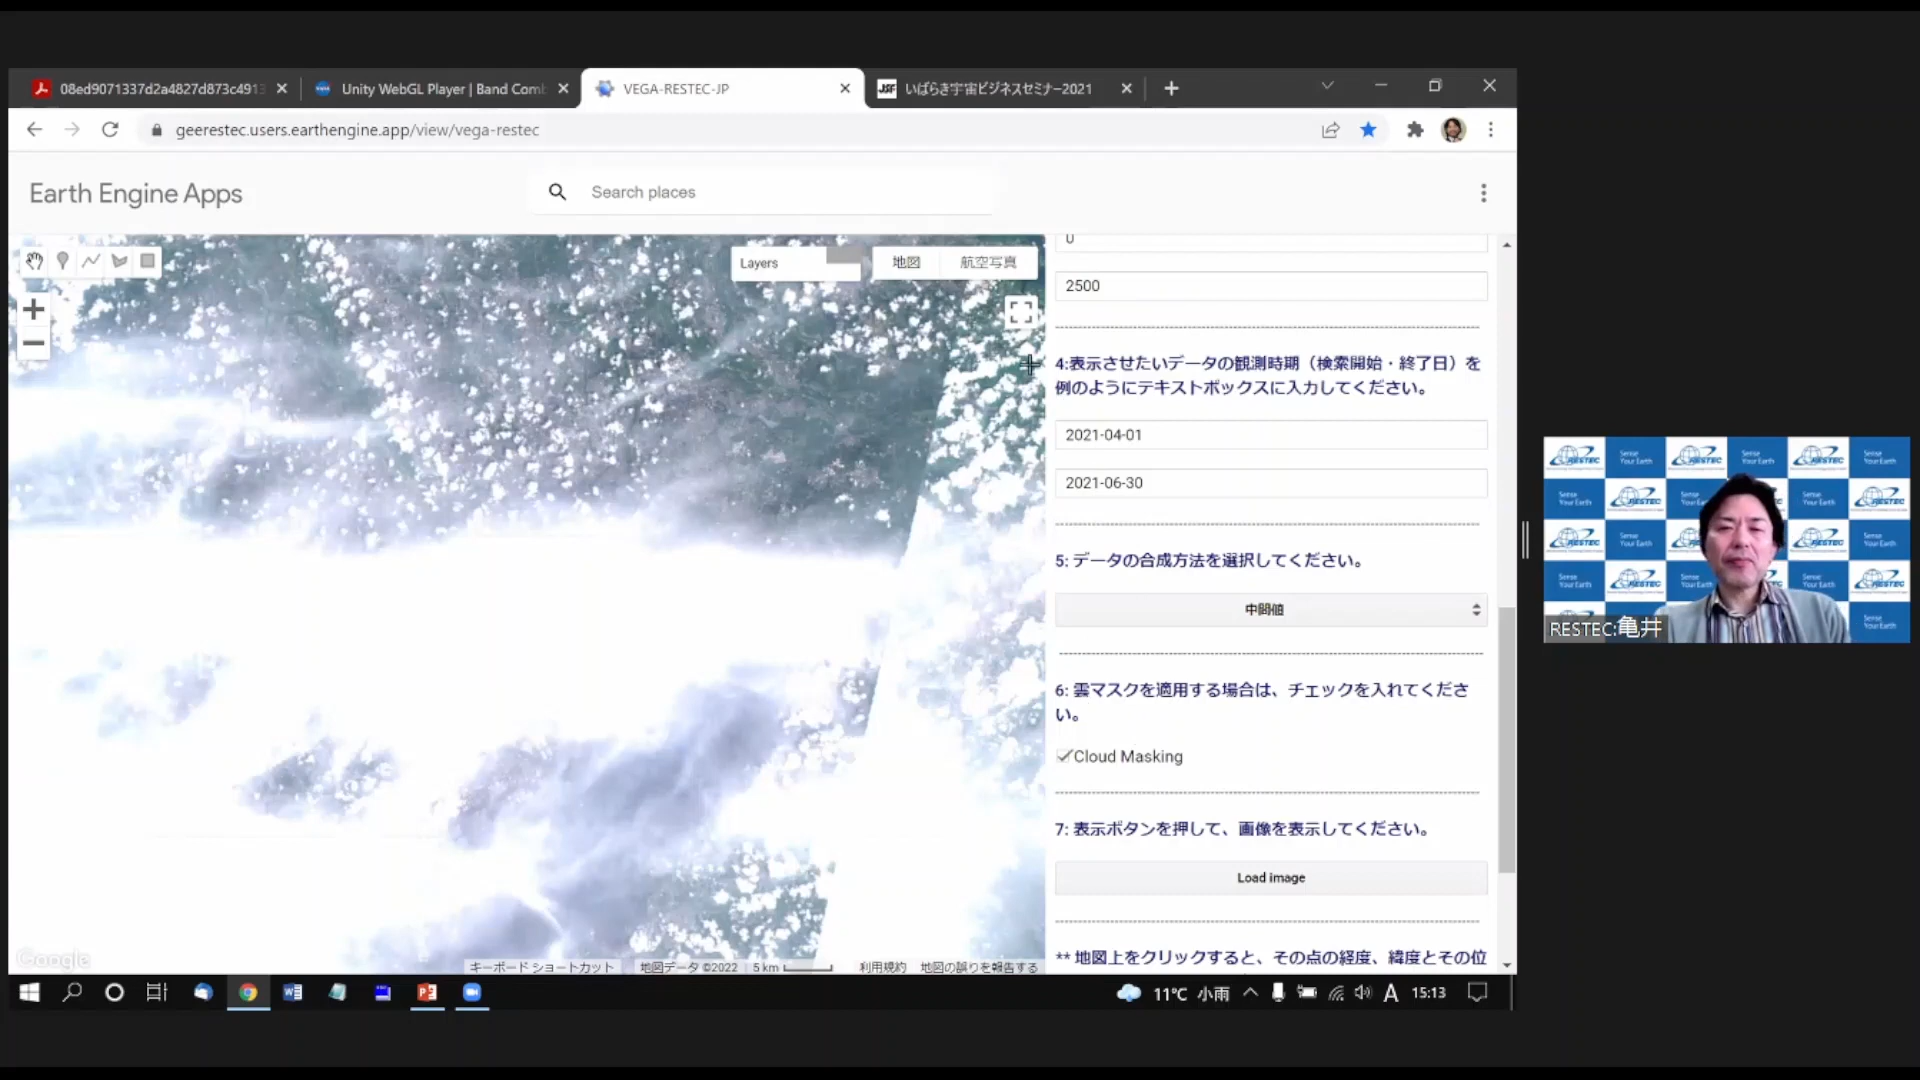 08ed9071337d2a4827d873c4913
Unity WebGL Player | Band Comb
VEGA-RESTEC-JP
いばらき宇宙ビジネスセミナー2021
geerestec.users.earthengine.app/view/vega-restec
Earth Engine Apps
Search places
Layers
地図
航空写真
0
2500
4:表示させたいデータの観測時期（検索開始・終了日）を
例のようにテキストボックスに入力してください。
2021-04-01
2021-06-30
5: データの合成方法を選択してください。
中間値
6: 雲マスクを適用する場合は、チェックを入れてくださ
い。
Cloud Masking
7: 表示ボタンを押して、画像を表示してください。
Load image
** 地図上をクリックすると、その点の経度、緯度とその位
Google
キーボード ショートカット
地図データ ©2022
5 km
利用規約
地図の誤りを報告する
11°C 小雨
A
15:13
RESTEC
Sense Your Earth
RESTEC:亀井